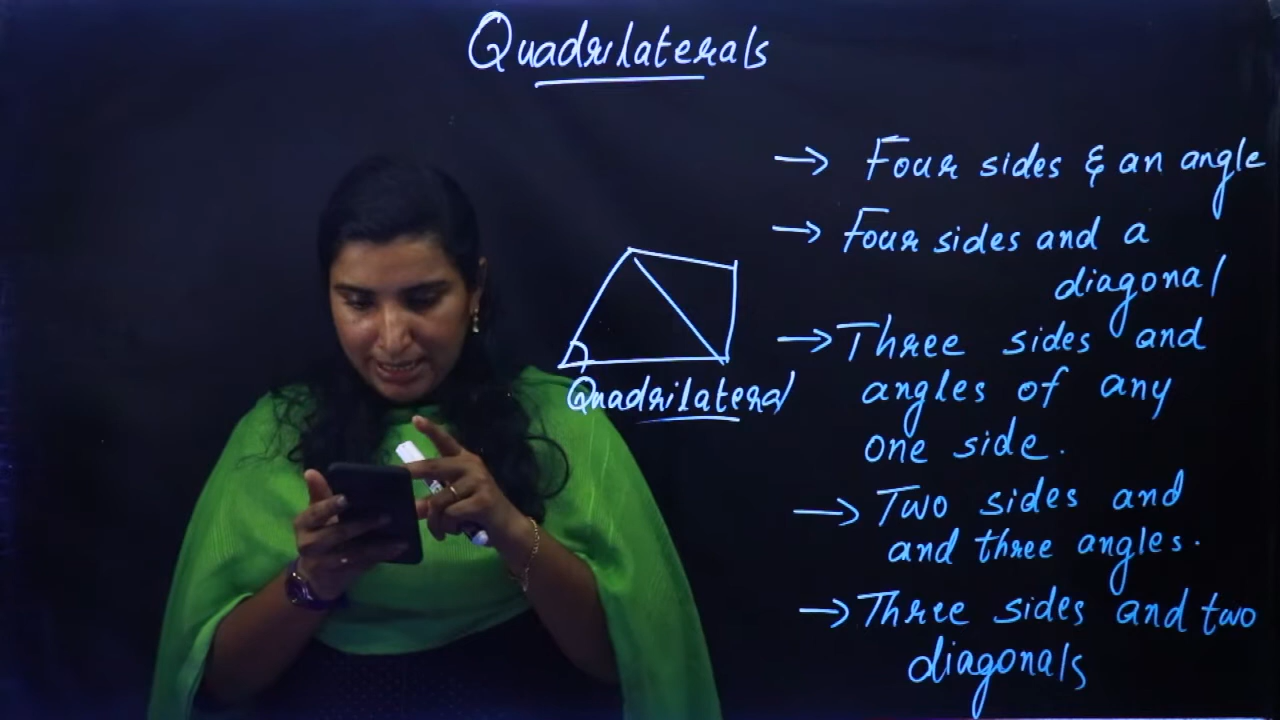 Quadrilaterals
→ Four sides & an angle
→ Four sides and a
diagonal
→ Three sides and
angles of any
one side.
→ Two sides and
and three angles.
→ Three sides and two
diagonals
Quadrilateral